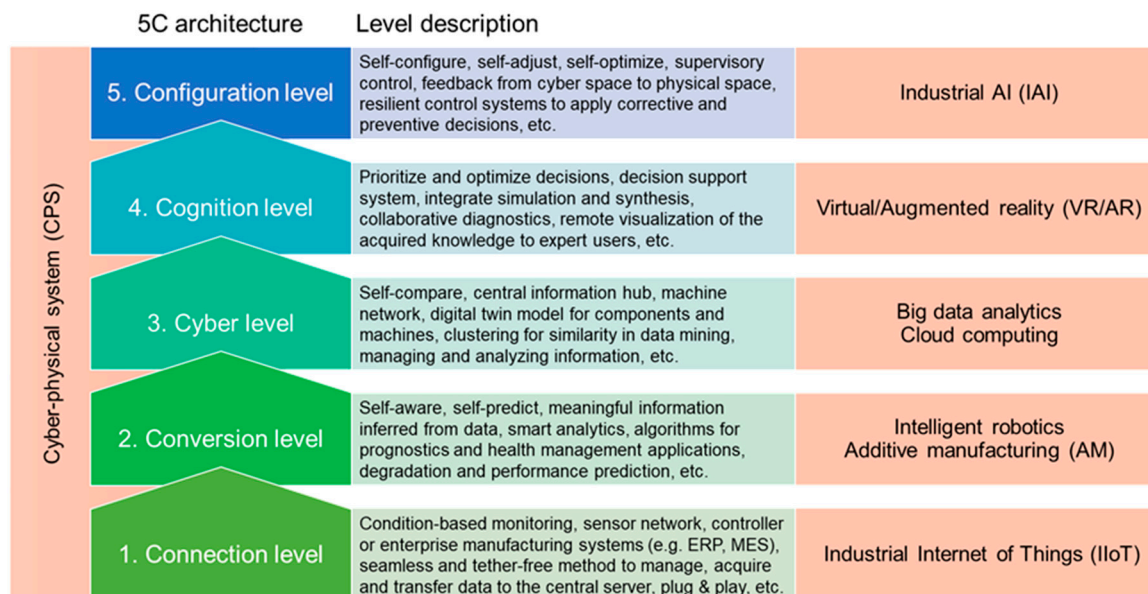 5C architecture
Level description
Cyber-physical system (CPS)
5. Configuration level
Self-configure, self-adjust, self-optimize, supervisory
control, feedback from cyber space to physical space,
resilient control systems to apply corrective and
preventive decisions, etc.
Industrial AI (IAI)
4. Cognition level
Prioritize and optimize decisions, decision support
system, integrate simulation and synthesis,
collaborative diagnostics, remote visualization of the
acquired knowledge to expert users, etc.
Virtual/Augmented reality (VR/AR)
3. Cyber level
Self-compare, central information hub, machine
network, digital twin model for components and
machines, clustering for similarity in data mining,
managing and analyzing information, etc.
Big data analytics
Cloud computing
2. Conversion level
Self-aware, self-predict, meaningful information
inferred from data, smart analytics, algorithms for
prognostics and health management applications,
degradation and performance prediction, etc.
Intelligent robotics
Additive manufacturing (AM)
1. Connection level
Condition-based monitoring, sensor network, controller
or enterprise manufacturing systems (e.g. ERP, MES),
seamless and tether-free method to manage, acquire
and transfer data to the central server, plug & play, etc.
Industrial Internet of Things (IIoT)